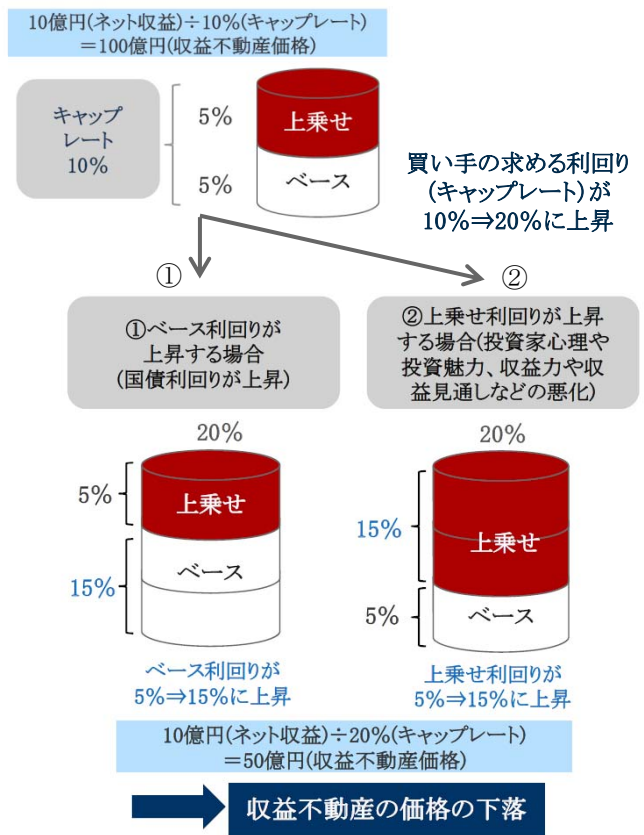 10億円(ネット収益)÷10%(キャップレート)
＝100億円(収益不動産価格)
キャップ
レート
10%
5%
5%
上乗せ
ベース
買い手の求める利回り
(キャップレート)が
10%⇒20%に上昇
①
②
①ベース利回りが
上昇する場合
(国債利回りが上昇)
②上乗せ利回りが上昇
する場合(投資家心理や
投資魅力、収益力や収
益見通しなどの悪化)
20%
5%
上乗せ
15%
ベース
20%
15%
上乗せ
5%
ベース
ベース利回りが
5%⇒15%に上昇
上乗せ利回りが
5%⇒15%に上昇
10億円(ネット収益)÷20%(キャップレート)
＝50億円(収益不動産価格)
収益不動産の価格の下落